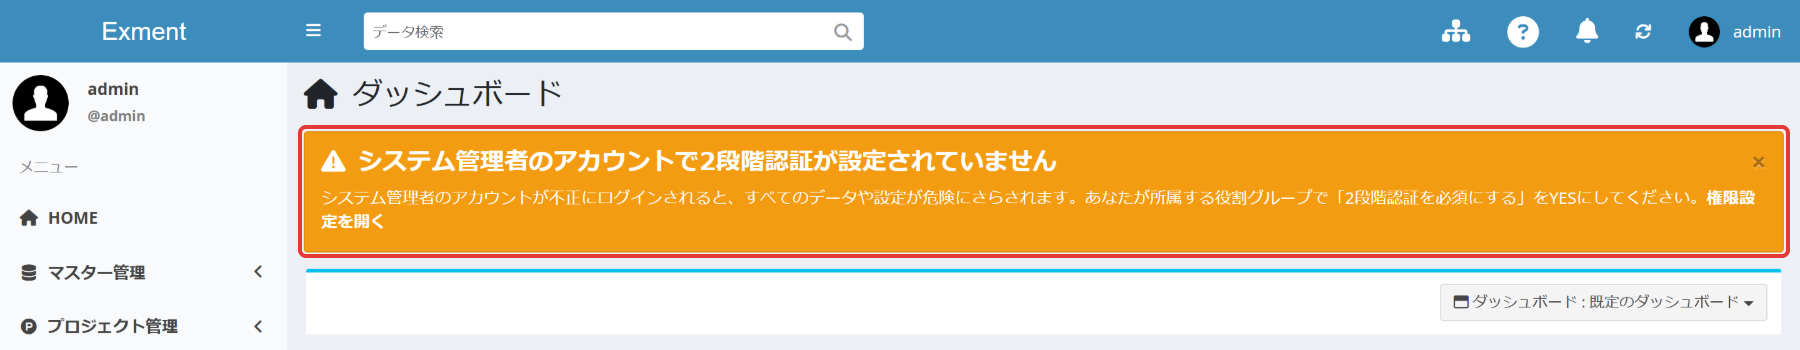 Exment
データ検索
admin
admin
@admin
メニュー
HOME
マスター管理
プロジェクト管理
ダッシュボード
システム管理者のアカウントで2段階認証が設定されていません
システム管理者のアカウントが不正にログインされると、すべてのデータや設定が危険にさらされます。あなたが所属する役割グループで「2段階認証を必須にする」をYESにしてください。権限設
定を開く
ダッシュボード : 既定のダッシュボード